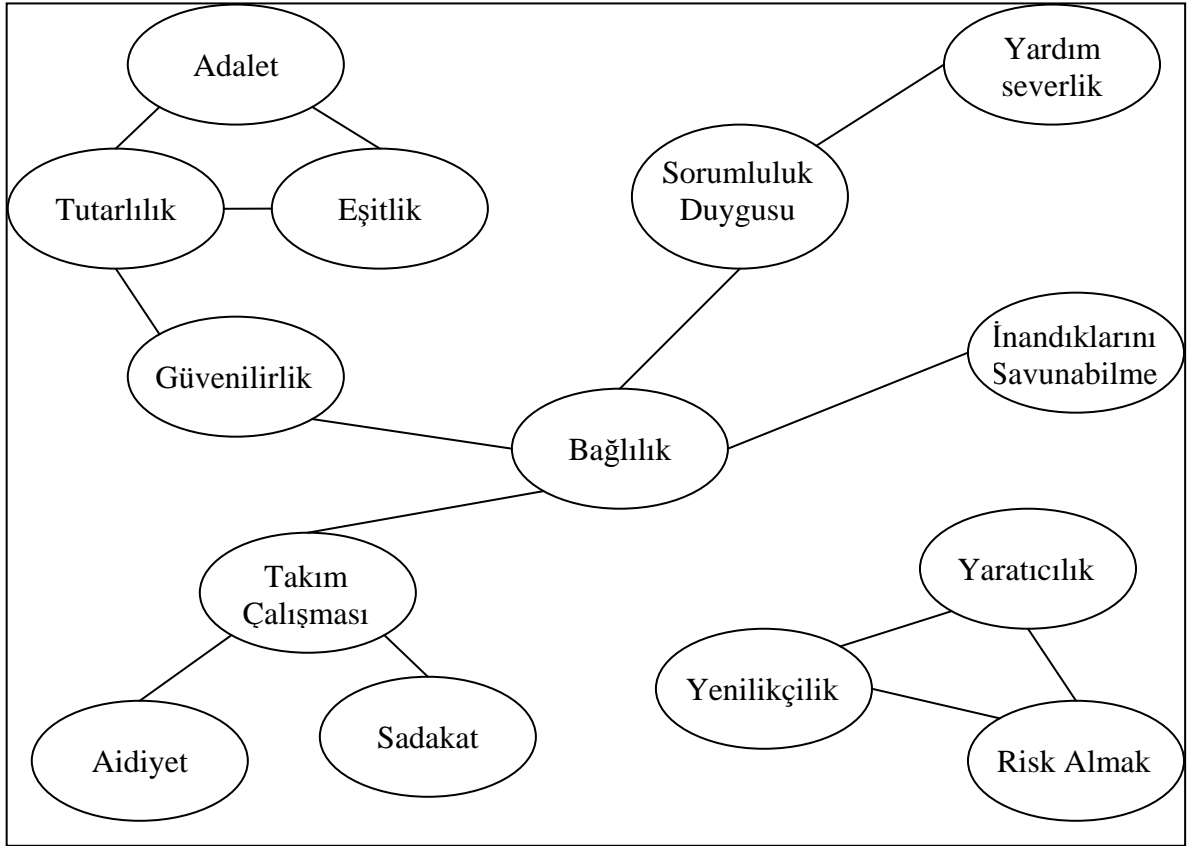 Adalet
Yardım
severlik
Sorumluluk
Duygusu
Tutarlılık
Eşitlik
İnandıklarını
Savunabilme
Güvenilirlik
Bağlılık
Takım
Çalışması
Yaratıcılık
Yenilikçilik
Sadakat
Aidiyet
Risk Almak